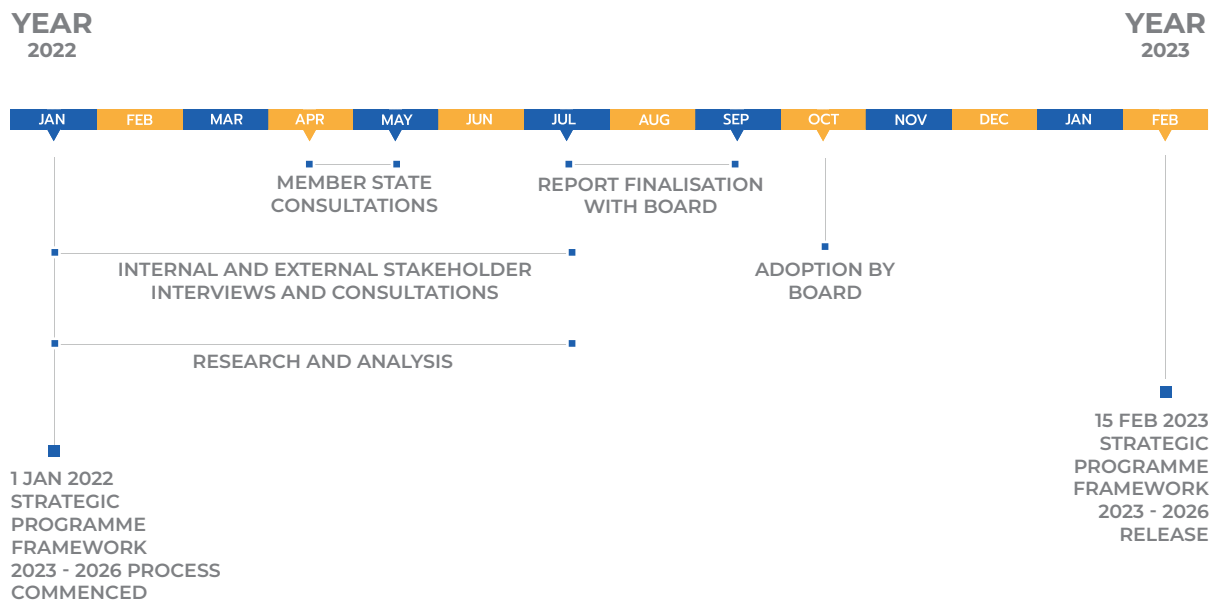 YEAR
2022
YEAR
2023
JAN
FEB
MAR
APR
MAY
JUN
JUL
AUG
SEP
OCT
NOV
DEC
JAN
FEB
MEMBER STATE
CONSULTATIONS
REPORT FINALISATION
WITH BOARD
INTERNAL AND EXTERNAL STAKEHOLDER
INTERVIEWS AND CONSULTATIONS
ADOPTION BY
BOARD
RESEARCH AND ANALYSIS
1 JAN 2022
STRATEGIC
PROGRAMME
FRAMEWORK
2023 - 2026 PROCESS
COMMENCED
15 FEB 2023
STRATEGIC
PROGRAMME
FRAMEWORK
2023 - 2026
RELEASE